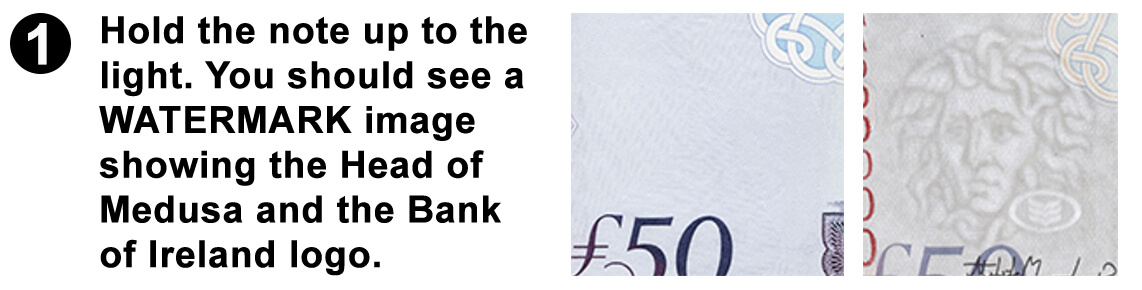 1
Hold the note up to the
light. You should see a
WATERMARK image
showing the Head of
Medusa and the Bank
of Ireland logo.
£50
£50